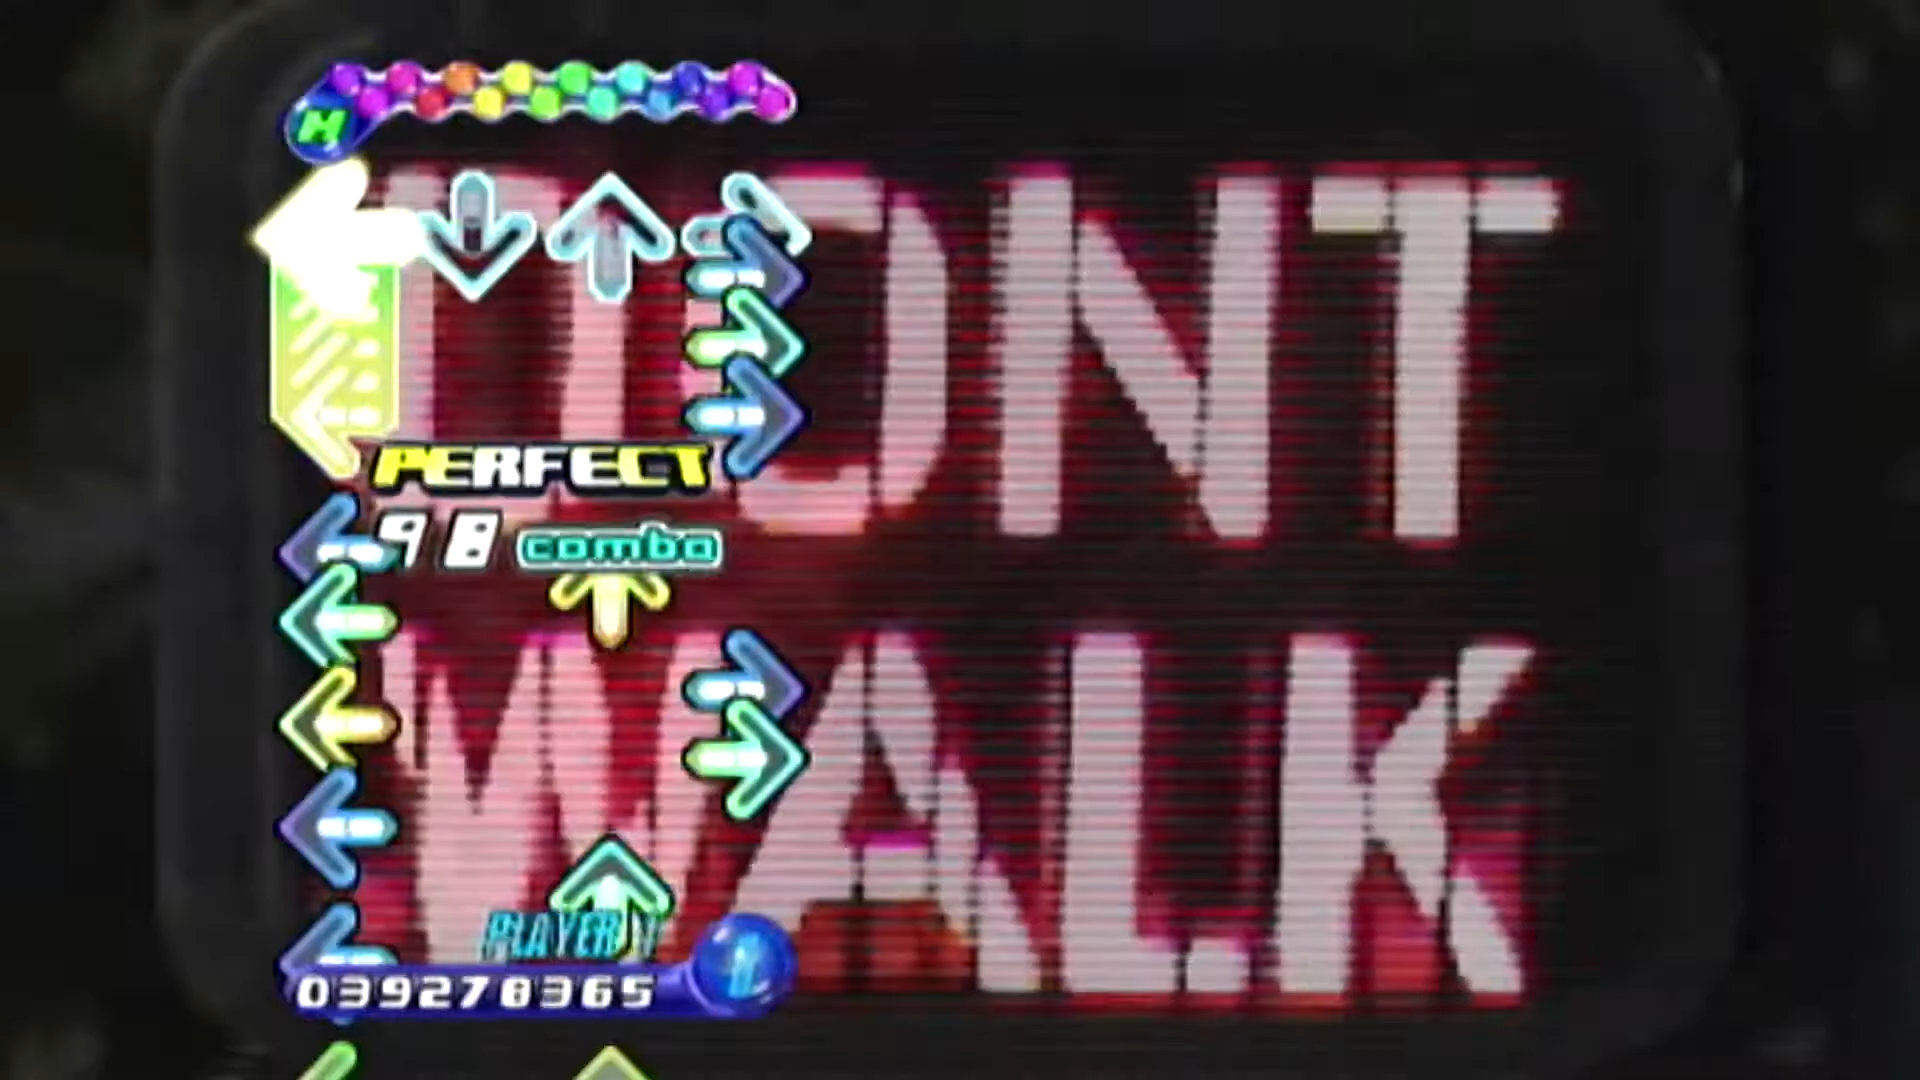 H
DONT
PERFECT
98 combo
WALK
PLAYER 1
039278365